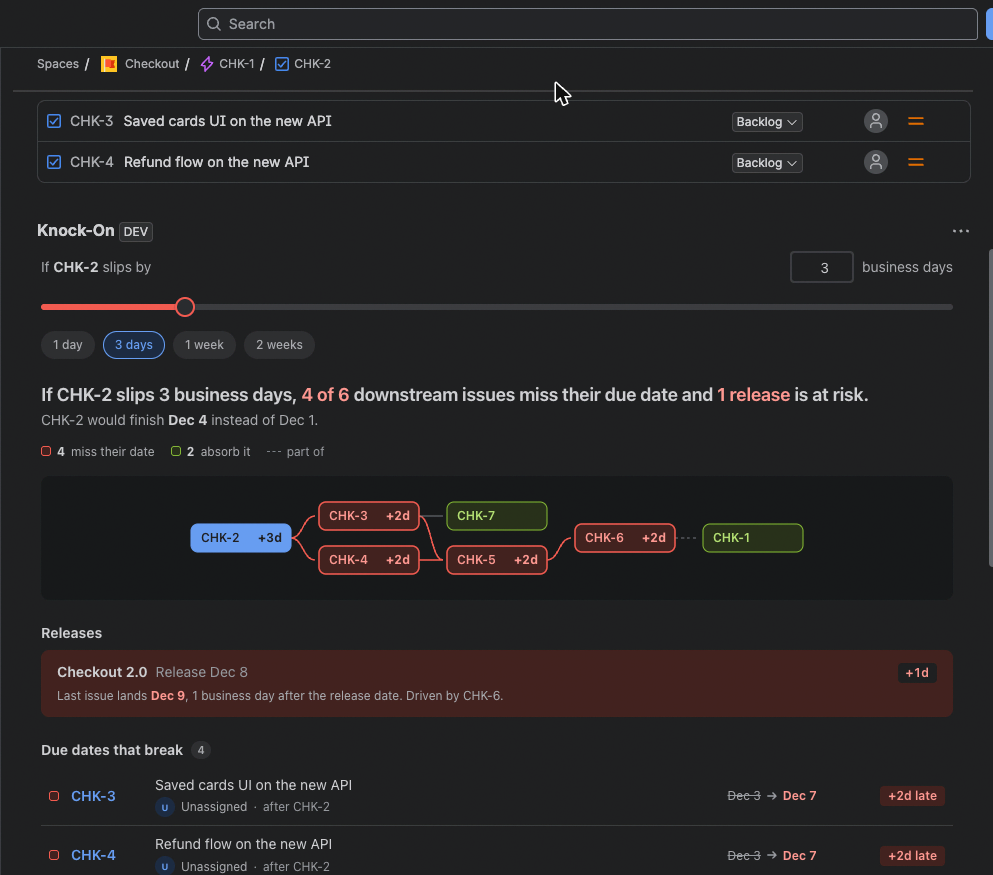 Search
Spaces / Checkout / CHK-1 / CHK-2
CHK-3 Saved cards UI on the new API Backlog
CHK-4 Refund flow on the new API Backlog
Knock-On DEV
If CHK-2 slips by 3 business days
1 day 3 days 1 week 2 weeks
If CHK-2 slips 3 business days, 4 of 6 downstream issues miss their due date and 1 release is at risk.
CHK-2 would finish Dec 4 instead of Dec 1.
4 miss their date 2 absorb it --- part of
CHK-3 +2d CHK-7
CHK-2 +3d CHK-6 +2d CHK-1
CHK-4 +2d CHK-5 +2d
Releases
Checkout 2.0 Release Dec 8 +1d
Last issue lands Dec 9, 1 business day after the release date. Driven by CHK-6.
Due dates that break 4
CHK-3 Saved cards UI on the new API Dec 3 → Dec 7 +2d late
U Unassigned · after CHK-2
CHK-4 Refund flow on the new API Dec 3 → Dec 7 +2d late
U Unassigned · after CHK-2